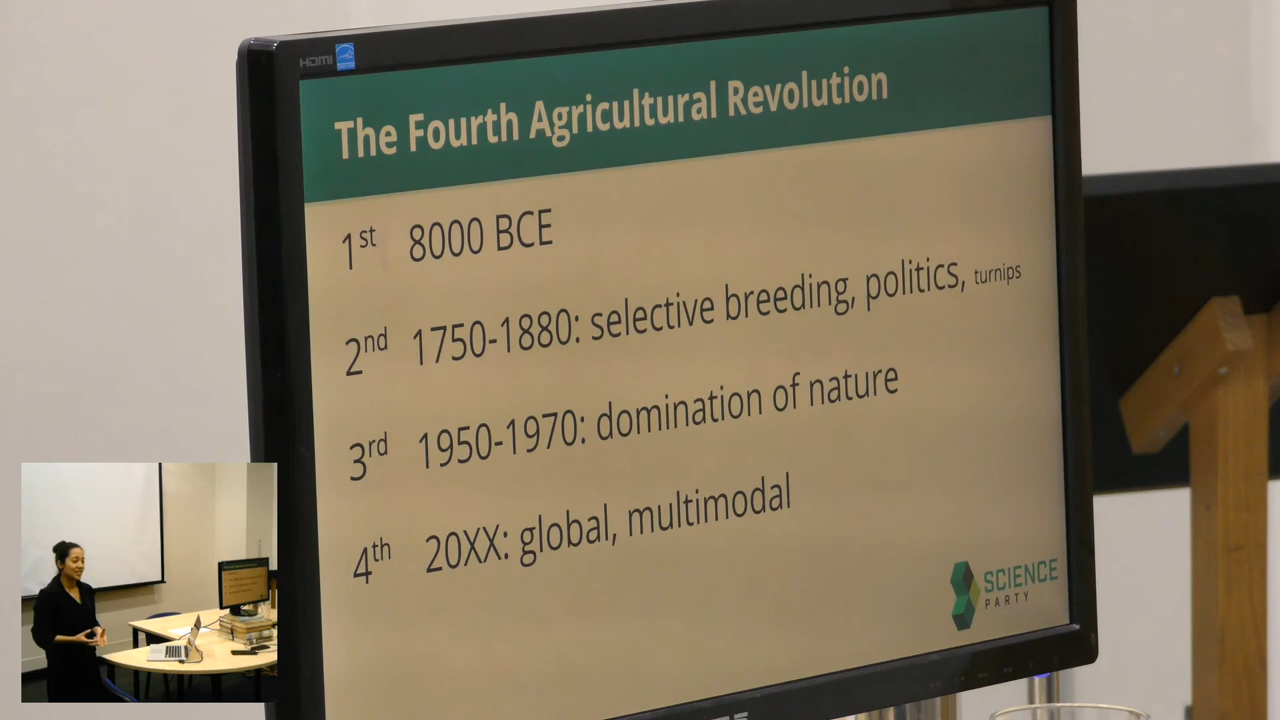 HDMI
The Fourth Agricultural Revolution
1st 8000 BCE
2nd 1750-1880: selective breeding, politics, turnips
3rd 1950-1970: domination of nature
4th 20XX: global, multimodal
SCIENCE
PARTY